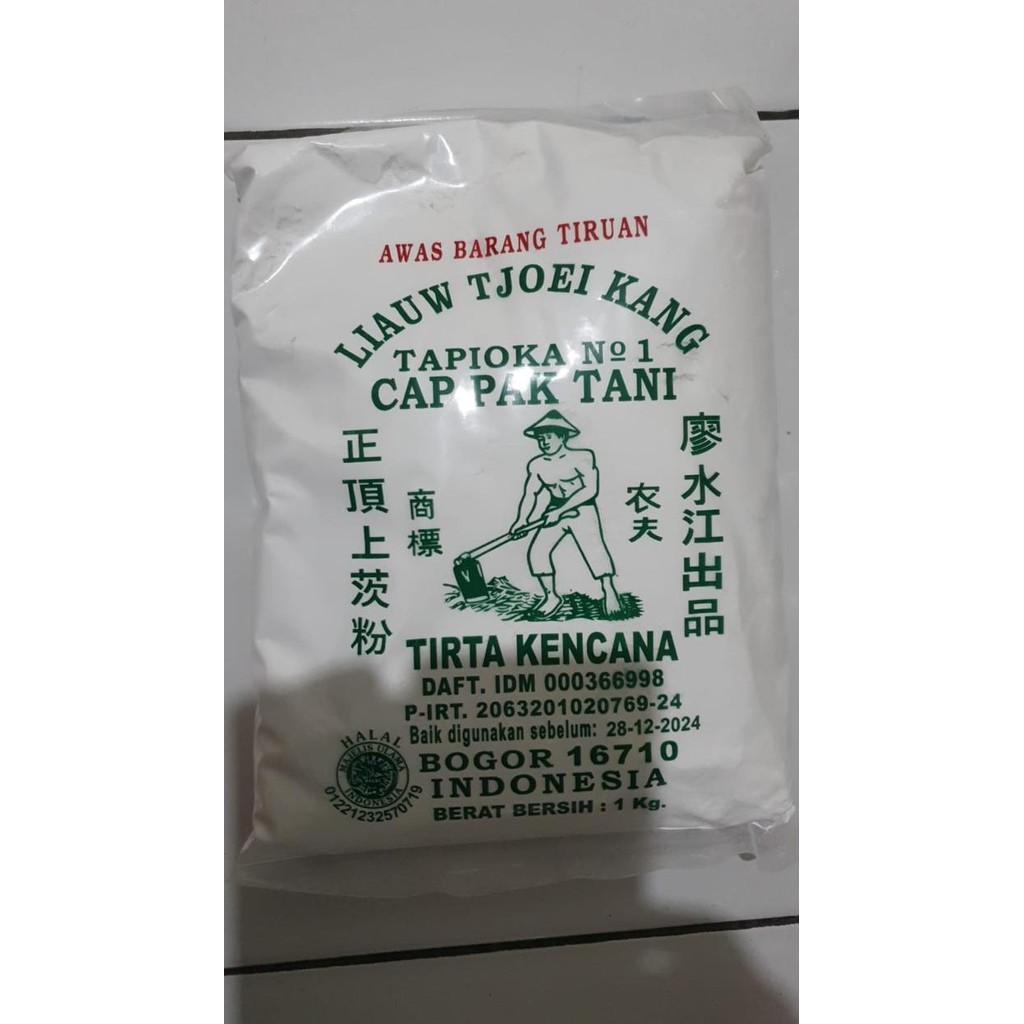 AWAS BARANG TIRUAN
LIAUW TJOEI KANG
TAPIOKA Nº 1
CAP PAK TANI
正頂上茨粉
商標
农夫
廖水江出品
TIRTA KENCANA
DAFT. IDM 000366998
P-IRT. 2063201020769-24
Baik digunakan sebelum: 28-12-2024
BOGOR 16710
INDONESIA
BERAT BERSIH : 1 Kg.
HALAL
MAJELIS ULAMA
INDONESIA
01221232570719